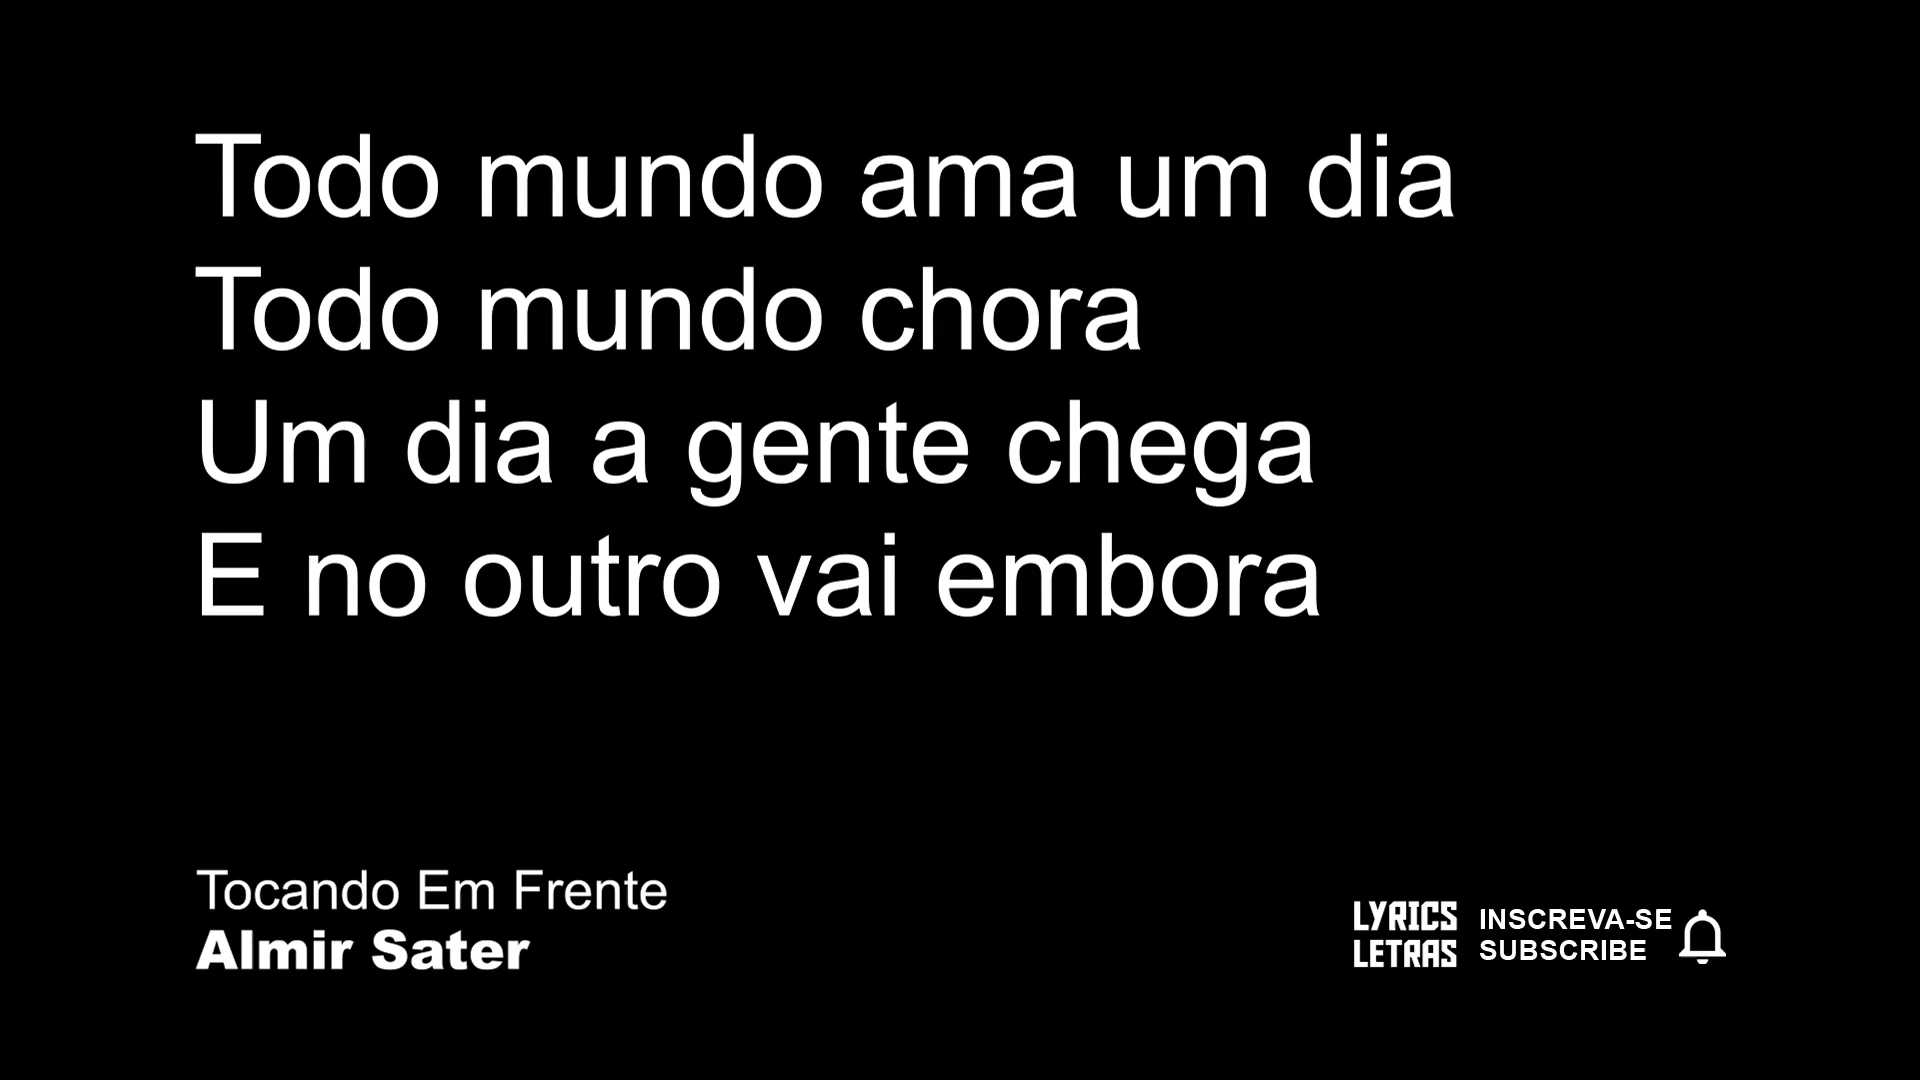 Todo mundo ama um dia
Todo mundo chora
Um dia a gente chega
E no outro vai embora
Tocando Em Frente
Almir Sater
LYRICS
LETRAS
INSCREVA-SE
SUBSCRIBE